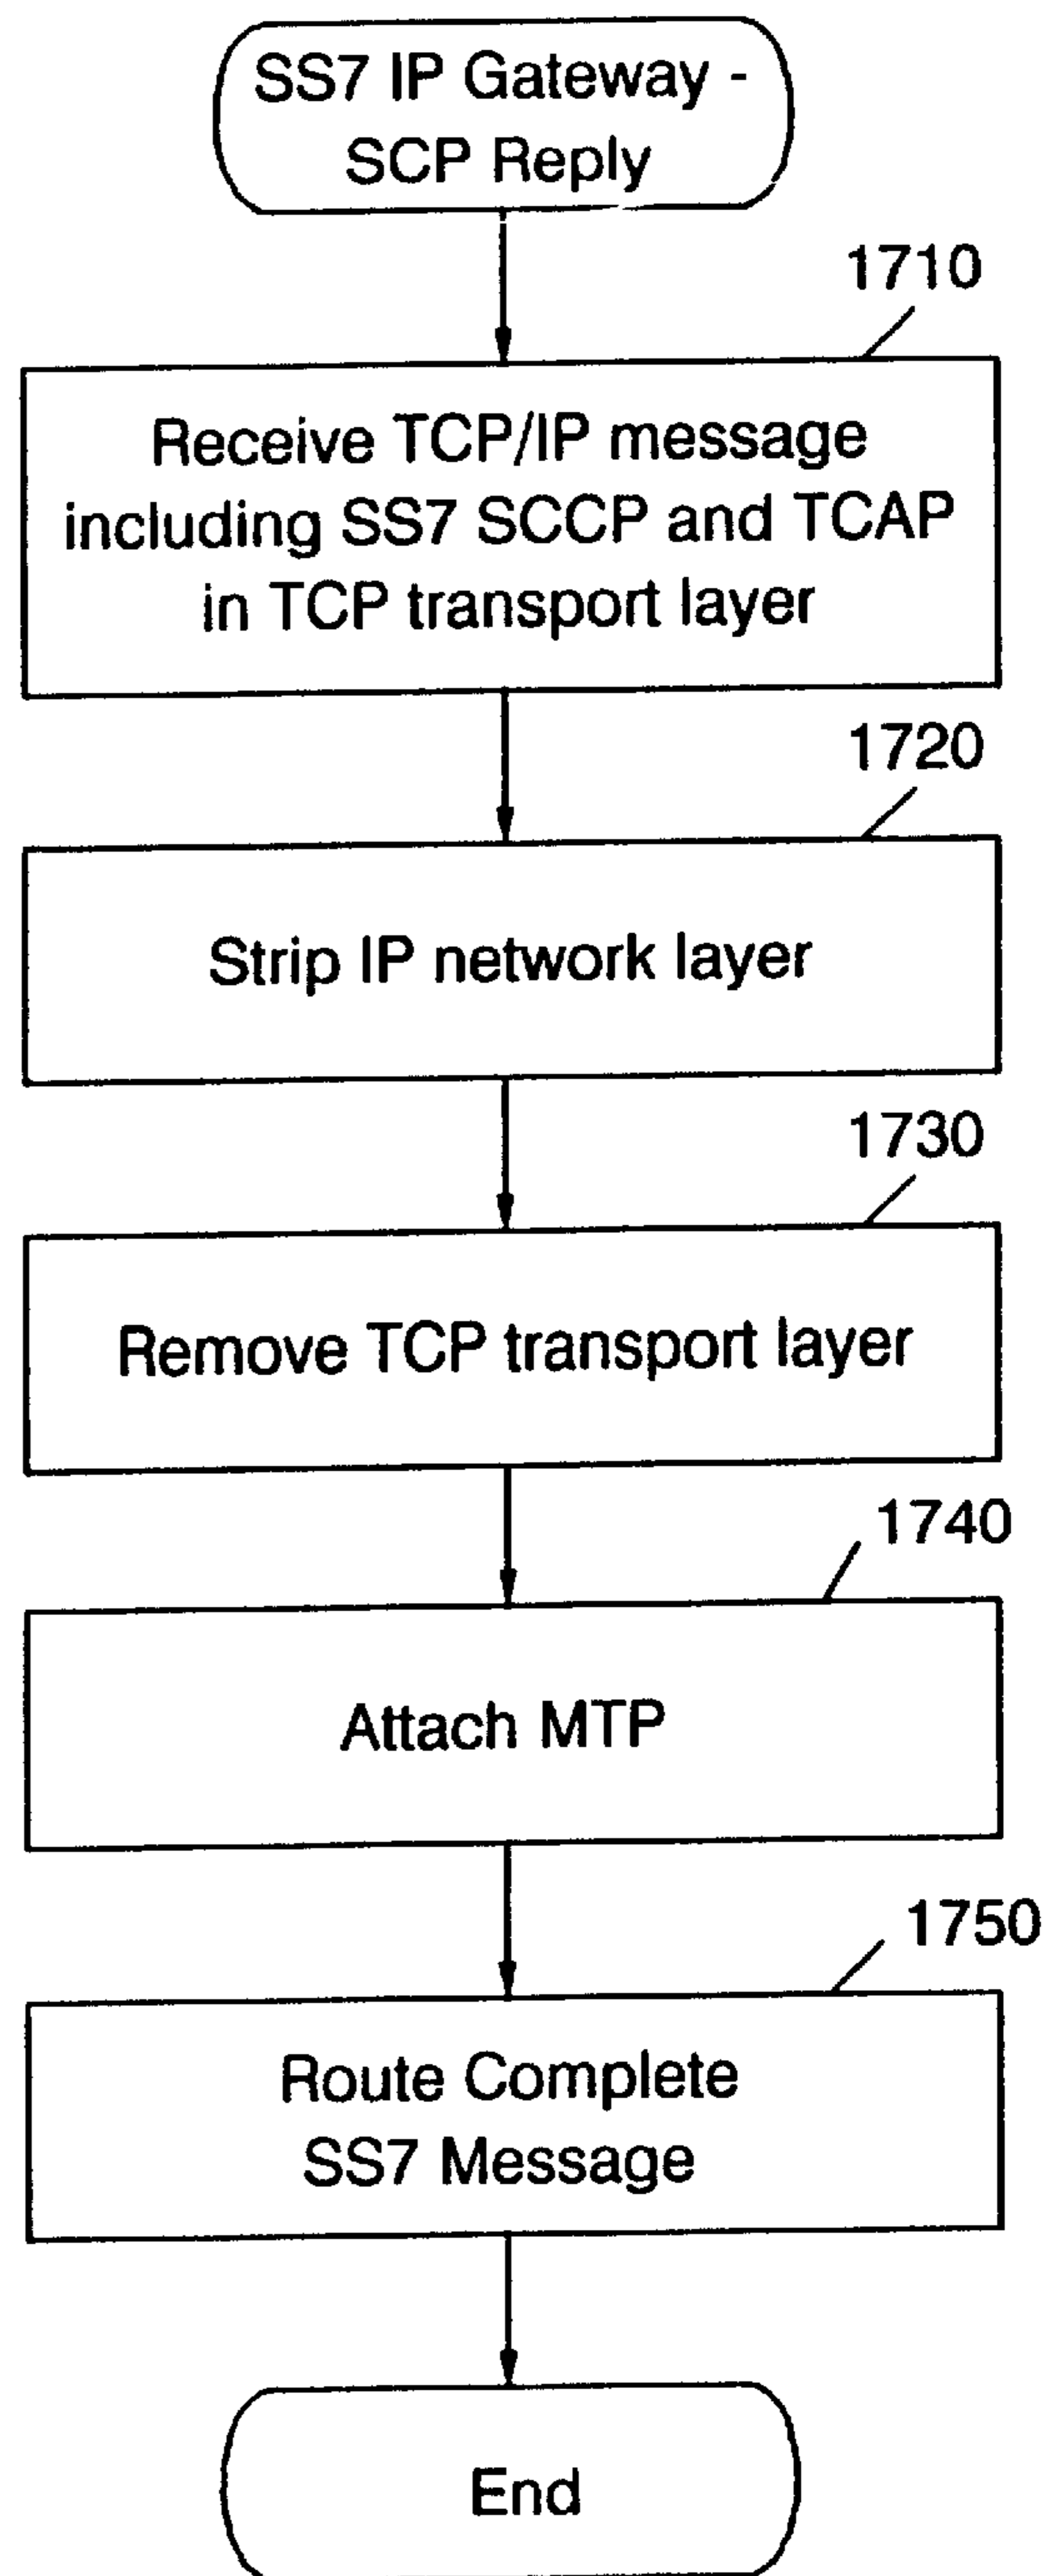 SS7 IP Gateway -
SCP Reply
1710
Receive TCP/IP message
including SS7 SCCP and TCAP
in TCP transport layer
1720
Strip IP network layer
1730
Remove TCP transport layer
1740
Attach MTP
1750
Route Complete
SS7 Message
End